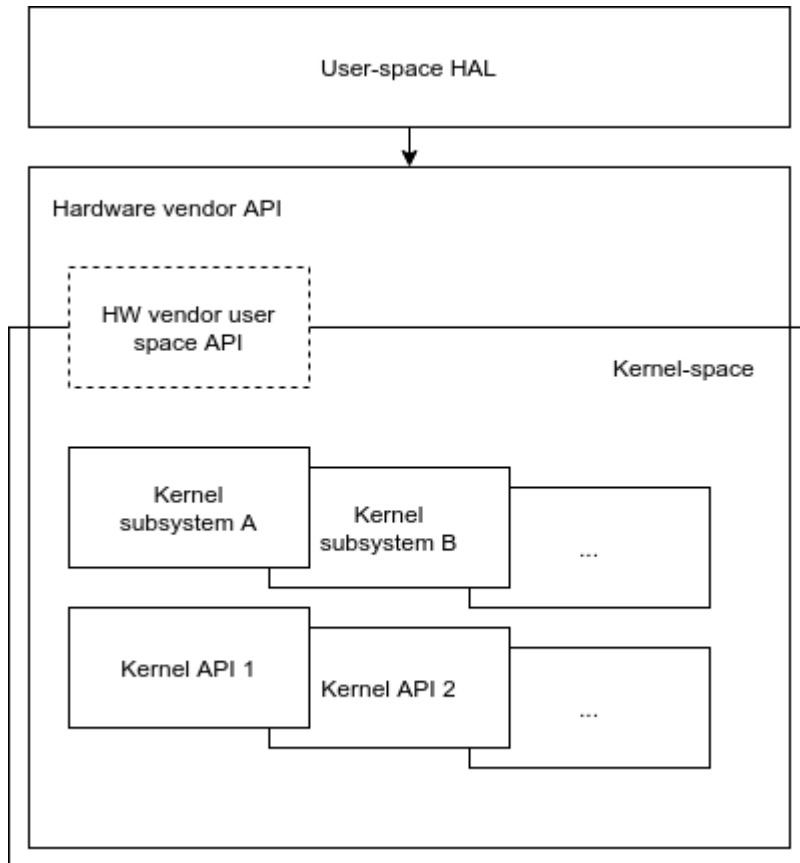 User-space HAL
Hardware vendor API
HW vendor user
space API
Kernel-space
Kernel
subsystem A
Kernel
subsystem B
...
Kernel API 1
Kernel API 2
...